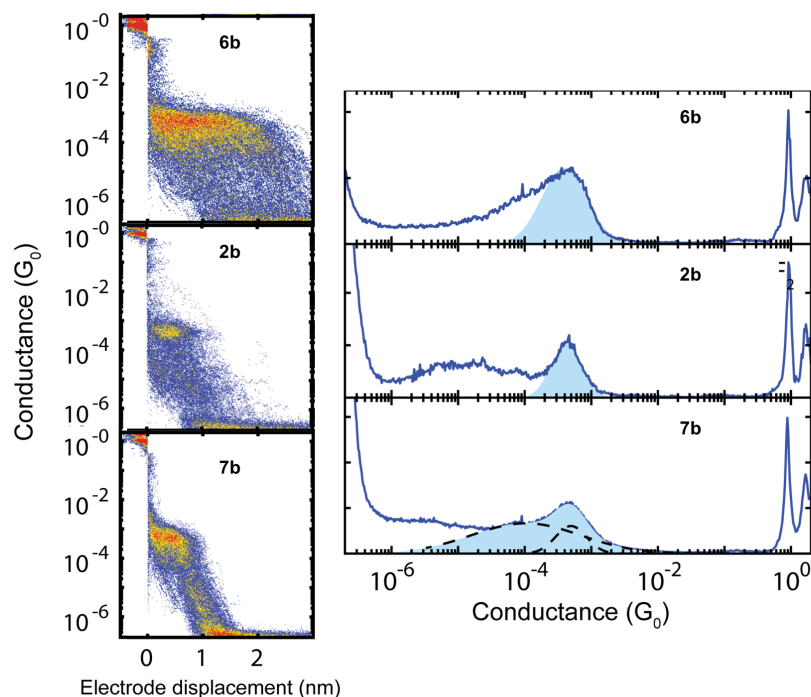 Conductance (G₀)
10⁻⁰
10⁻²
10⁻⁴
10⁻⁶
6b
10⁻⁰
10⁻²
10⁻⁴
10⁻⁶
2b
10⁻⁰
10⁻²
10⁻⁴
10⁻⁶
7b
0 1 2
Electrode displacement (nm)
6b
2b
2
7b
10⁻⁶ 10⁻⁴ 10⁻² 10⁰
Conductance (G₀)